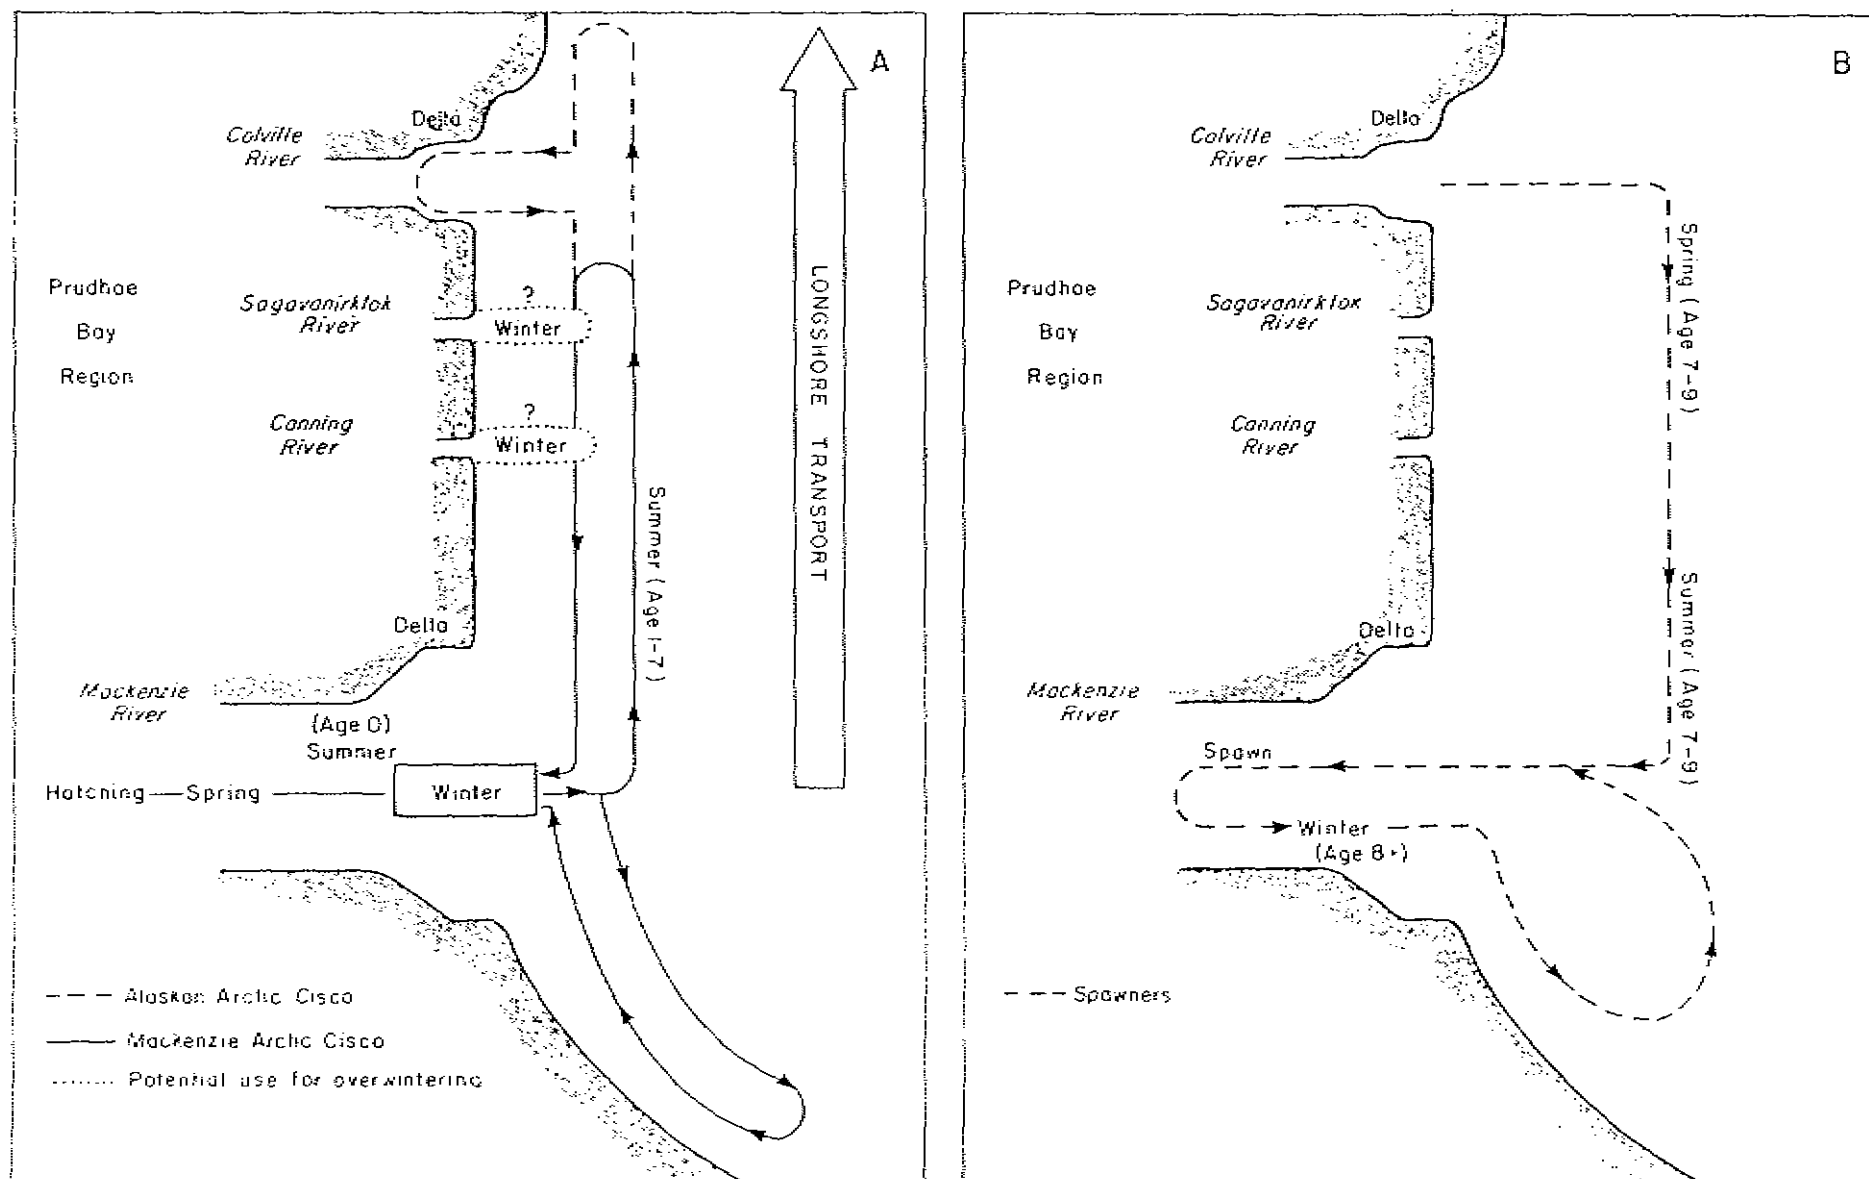 A
Delta
Colville
River
Prudhoe
Bay
Region
Sagavanirktok
River
?
Winter
Canning
River
?
Winter
LONGSHORE TRANSPORT
Summer (Age 1-7)
Delta
Mackenzie
River
(Age 0)
Summer
Hatching—Spring
Winter
--- Alaskan Arctic Cisco
—— Mackenzie Arctic Cisco
........ Potential use for overwintering
B
Delta
Colville
River
Spring (Age 7-9)
Prudhoe
Bay
Region
Sagavanirktok
River
Canning
River
Summer (Age 7-9)
Delta
Mackenzie
River
Spawn
Winter
(Age 8+)
---- Spawners